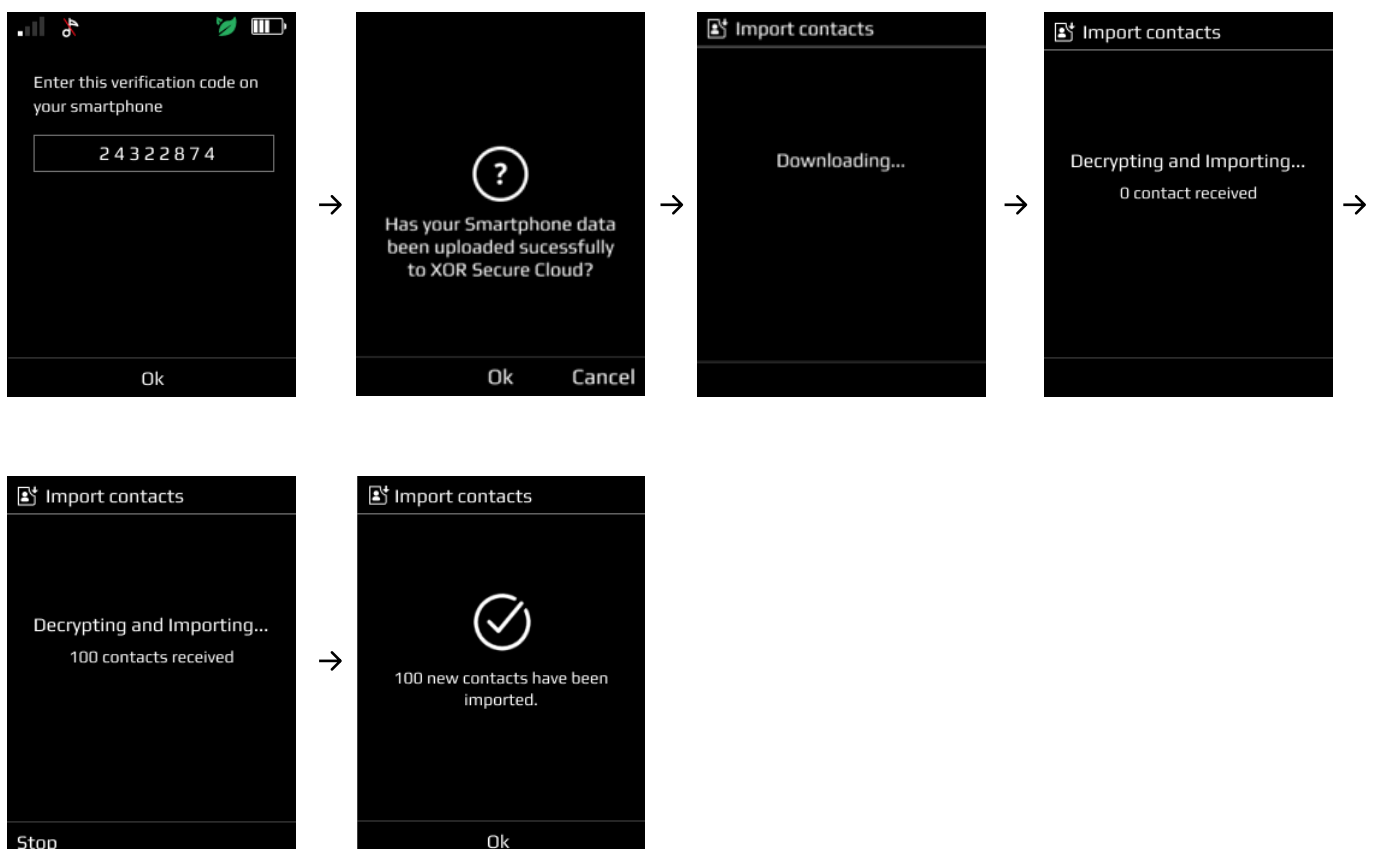 Enter this verification code on
your smartphone
24322874
Ok
?
Has your Smartphone data
been uploaded sucessfully
to XOR Secure Cloud?
Ok Cancel
Import contacts
Downloading...
Import contacts
Decrypting and Importing...
0 contact received
Import contacts
Decrypting and Importing...
100 contacts received
Stop
Import contacts
100 new contacts have been
imported.
Ok